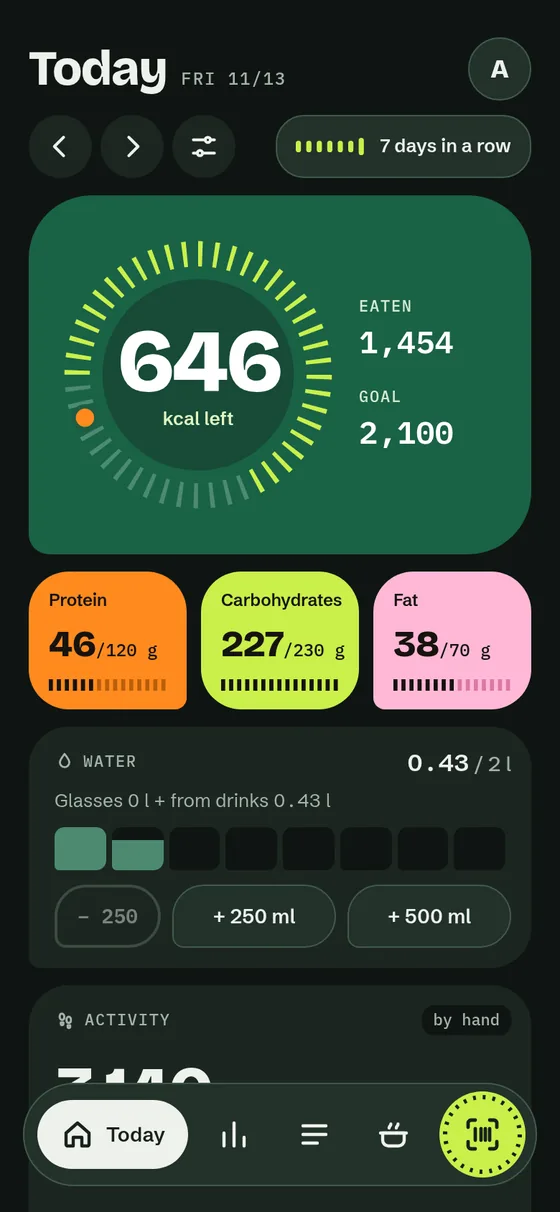 Today FRI 11/13 A
7 days in a row
646
kcal left
EATEN
1,454
GOAL
2,100
Protein
46/120 g
Carbohydrates
227/230 g
Fat
38/70 g
WATER 0.43 / 2 l
Glasses 0 l + from drinks 0.43 l
− 250 + 250 ml + 500 ml
ACTIVITY by hand
Today